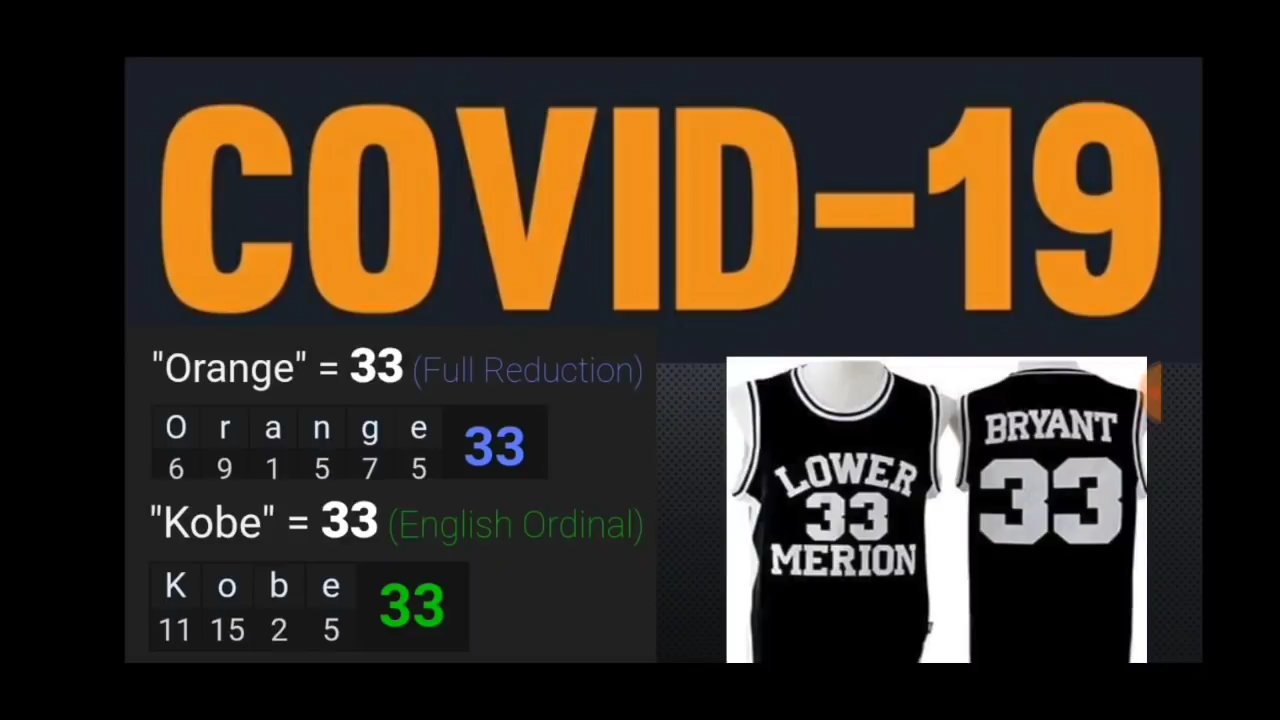 COVID-19
"Orange" = 33 (Full Reduction)
O r a n g e 33
6 9 1 5 7 5
"Kobe" = 33 (English Ordinal)
K o b e 33
11 15 2 5
LOWER
33
MERION
BRYANT
33